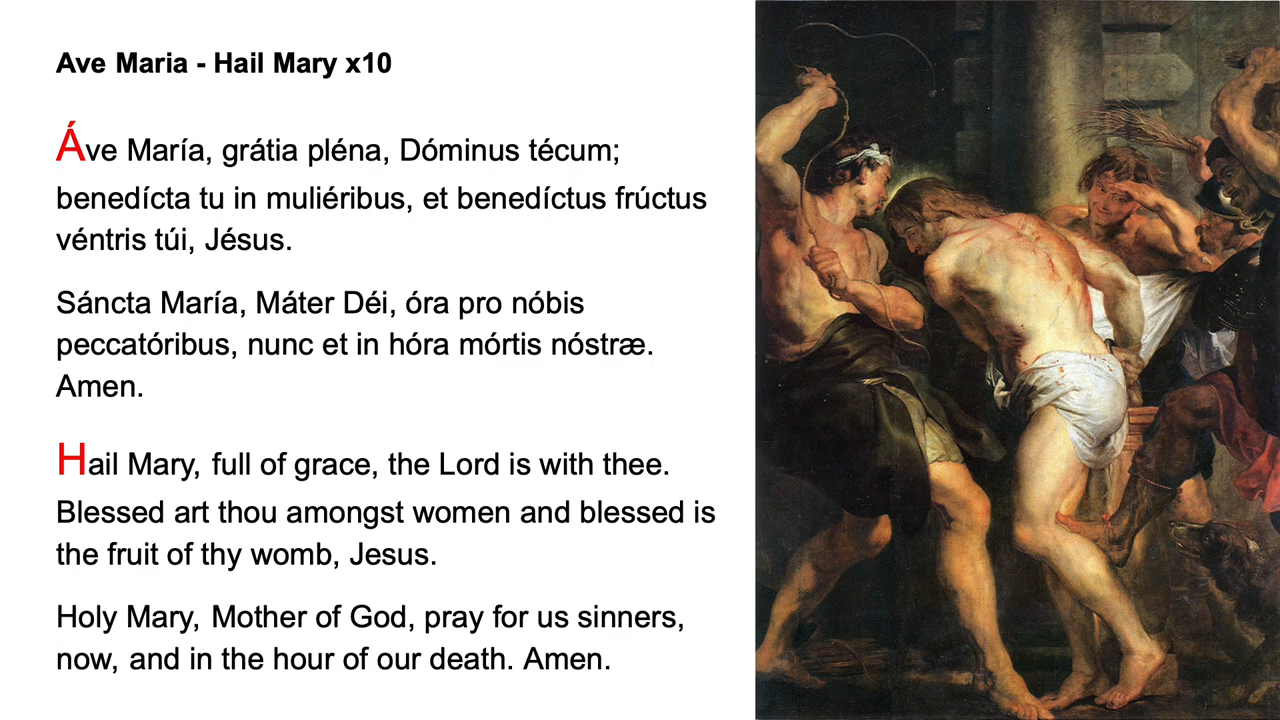 Ave Maria - Hail Mary x10
Áve María, grátia pléna, Dóminus técum;
benedícta tu in muliéribus, et benedíctus frúctus
véntris túi, Jésus.
Sáncta María, Máter Déi, óra pro nóbis
peccatóribus, nunc et in hóra mórtis nóstræ.
Amen.
Hail Mary, full of grace, the Lord is with thee.
Blessed art thou amongst women and blessed is
the fruit of thy womb, Jesus.
Holy Mary, Mother of God, pray for us sinners,
now, and in the hour of our death. Amen.